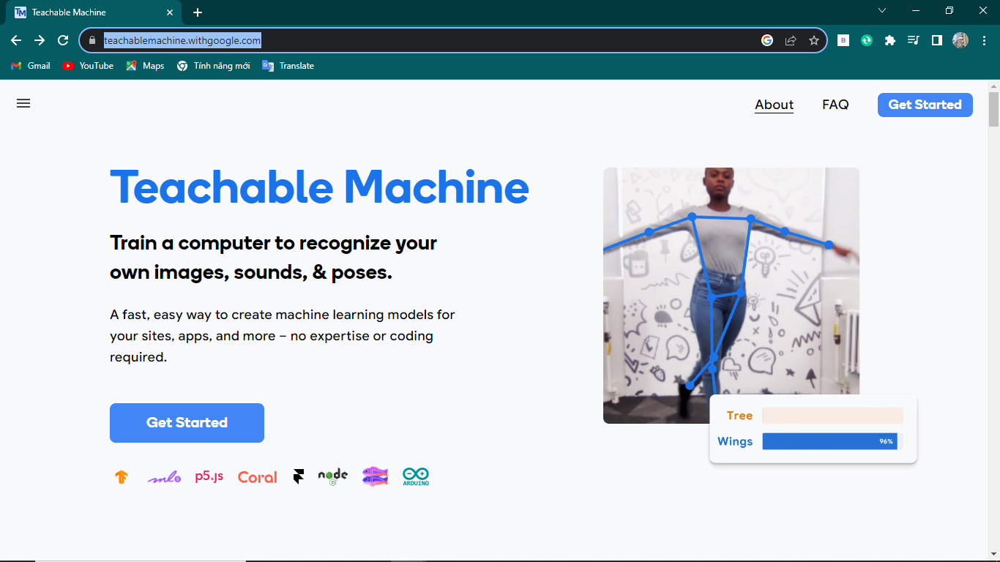 TM Teachable Machine
teachablemachine.withgoogle.com
Gmail YouTube Maps Tính năng mới Translate
About FAQ Get Started
Teachable Machine
Train a computer to recognize your
own images, sounds, & poses.
A fast, easy way to create machine learning models for
your sites, apps, and more – no expertise or coding
required.
Get Started
ml5 p5.js Coral node JS ARDUINO
Tree
Wings 96%